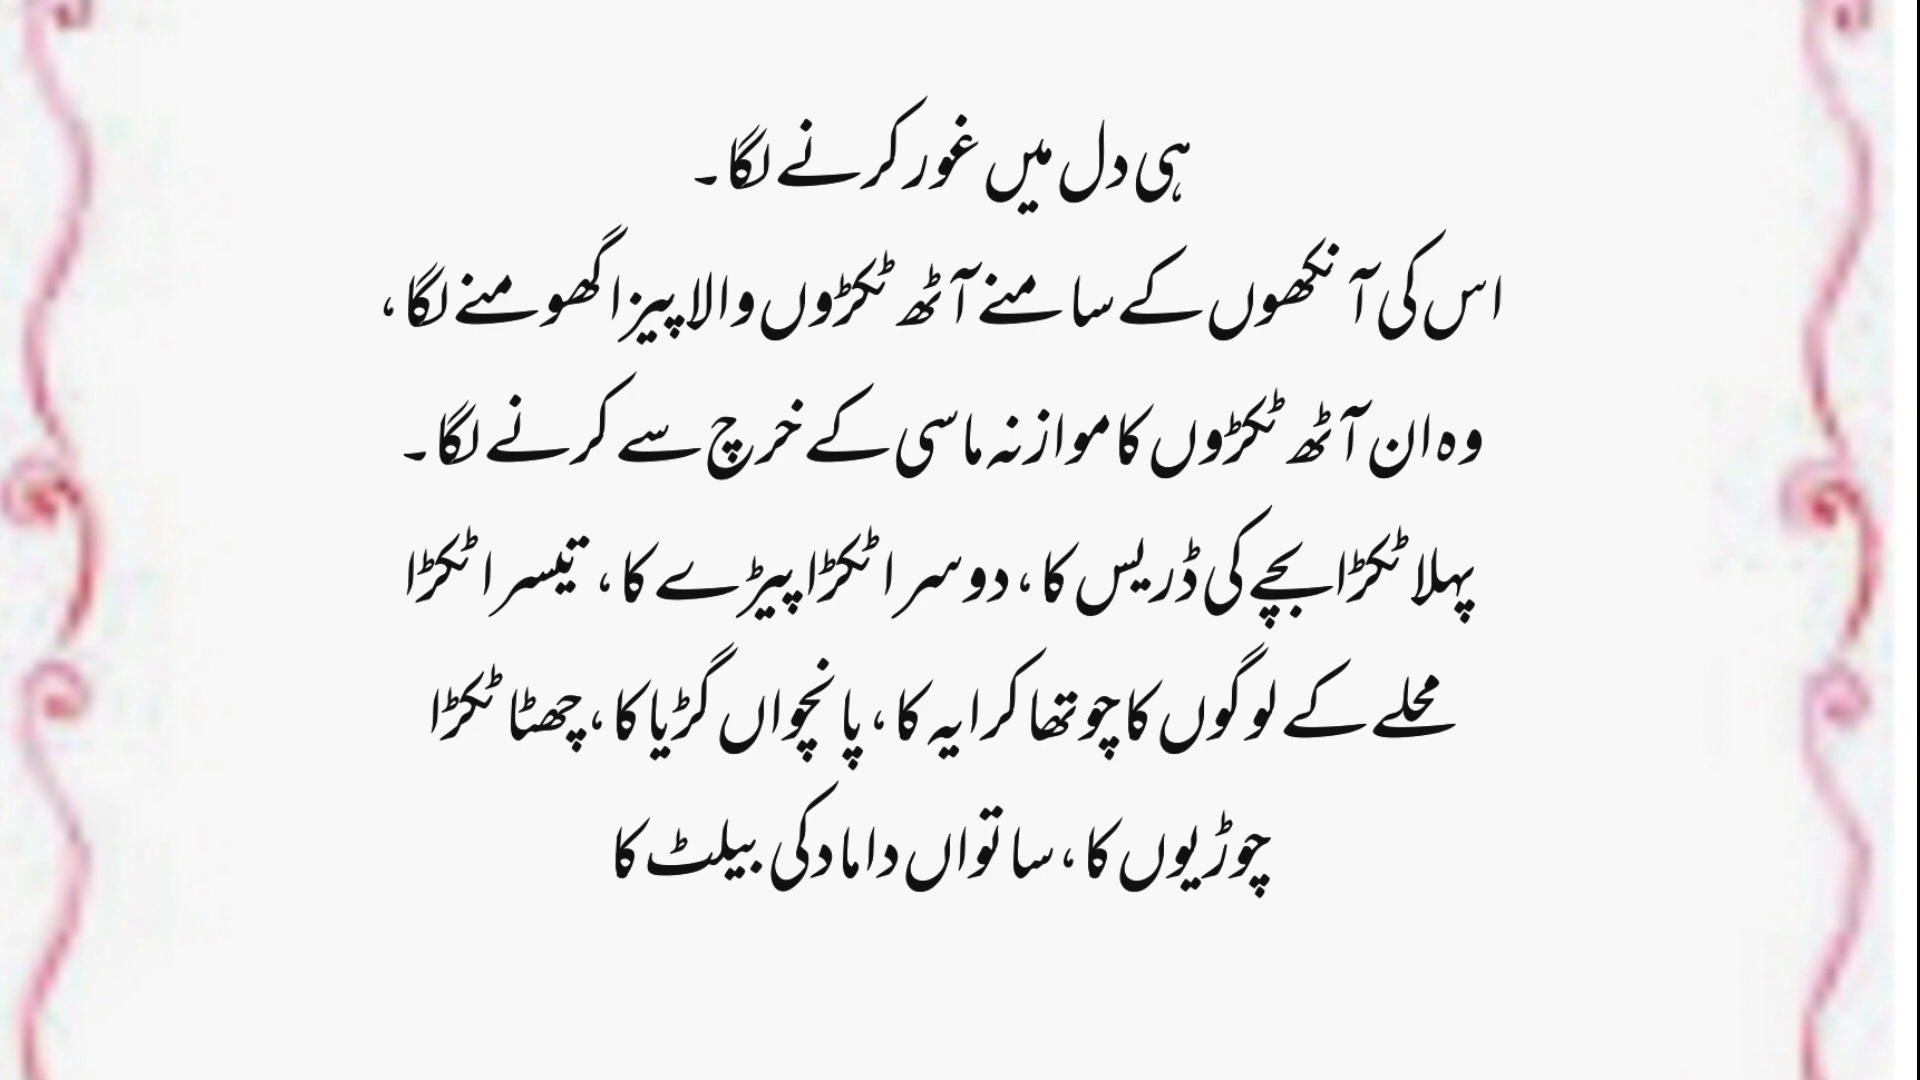 ہی دل میں غور کرنے لگا۔
اس کی آنکھوں کے سامنے آٹھ ٹکڑوں والا پیزا گھومنے لگا،
وہ ان آٹھ ٹکڑوں کا موازنہ ماسی کے خرچ سے کرنے لگا۔
پہلا ٹکڑا بچے کی ڈریس کا، دوسرا ٹکڑا پیڑے کا، تیسرا ٹکڑا
محلے کے لوگوں کا چوتھا کرایہ کا، پانچواں گڑیا کا، چھٹا ٹکڑا
چوڑیوں کا، ساتواں داماد کی بیلٹ کا